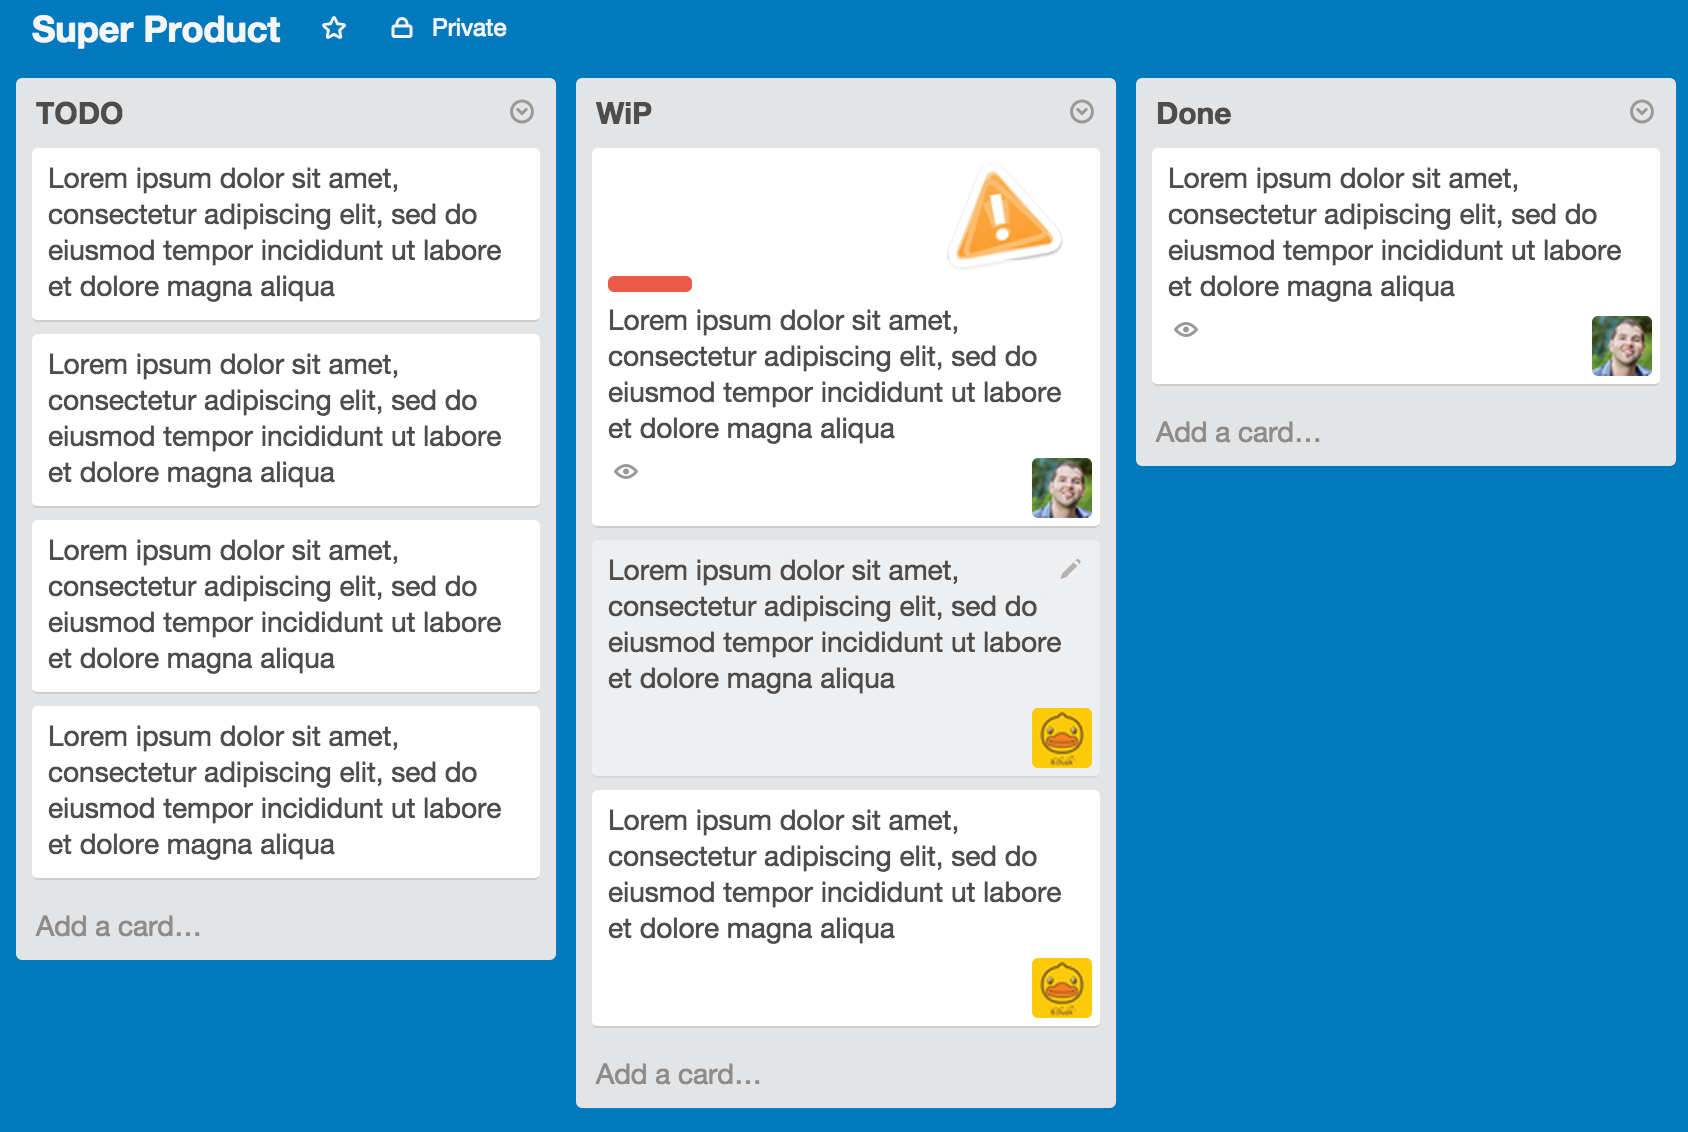 Super Product
Private
TODO
Lorem ipsum dolor sit amet,
consectetur adipiscing elit, sed do
eiusmod tempor incididunt ut labore
et dolore magna aliqua
Lorem ipsum dolor sit amet,
consectetur adipiscing elit, sed do
eiusmod tempor incididunt ut labore
et dolore magna aliqua
Lorem ipsum dolor sit amet,
consectetur adipiscing elit, sed do
eiusmod tempor incididunt ut labore
et dolore magna aliqua
Lorem ipsum dolor sit amet,
consectetur adipiscing elit, sed do
eiusmod tempor incididunt ut labore
et dolore magna aliqua
Add a card…
WiP
Lorem ipsum dolor sit amet,
consectetur adipiscing elit, sed do
eiusmod tempor incididunt ut labore
et dolore magna aliqua
Lorem ipsum dolor sit amet,
consectetur adipiscing elit, sed do
eiusmod tempor incididunt ut labore
et dolore magna aliqua
Lorem ipsum dolor sit amet,
consectetur adipiscing elit, sed do
eiusmod tempor incididunt ut labore
et dolore magna aliqua
Add a card…
Done
Lorem ipsum dolor sit amet,
consectetur adipiscing elit, sed do
eiusmod tempor incididunt ut labore
et dolore magna aliqua
Add a card…